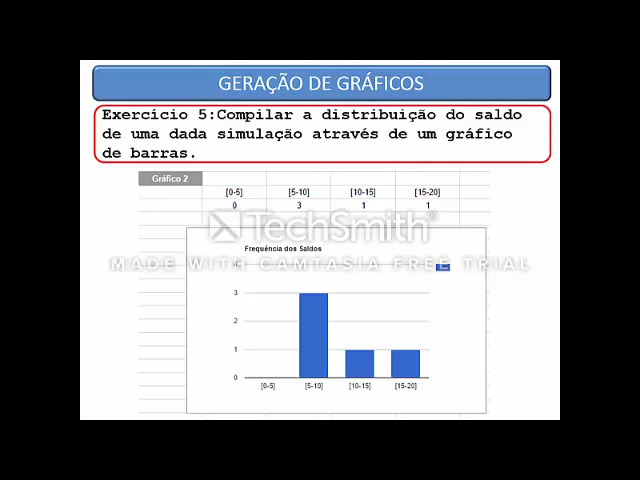 GERAÇÃO DE GRÁFICOS
Exercício 5:Compilar a distribuição do saldo
de uma dada simulação através de um gráfico
de barras.
Gráfico 2
[0-5] [5-10] [10-15] [15-20]
0 3 1 1
TechSmith®
Frequência dos Saldos
MADE WITH CAMTASIA FREE TRIAL
4
3
2
1
0
[0-5] [5-10] [10-15] [15-20]